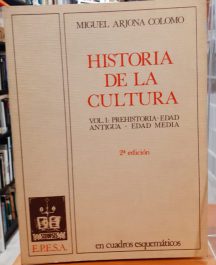 MIGUEL ARJONA COLOMO
HISTORIA
DE LA
CULTURA
VOL. I: PREHISTORIA - EDAD
ANTIGUA - EDAD MEDIA
2ª edición
E.P.E.S.A.
en cuadros esquemáticos